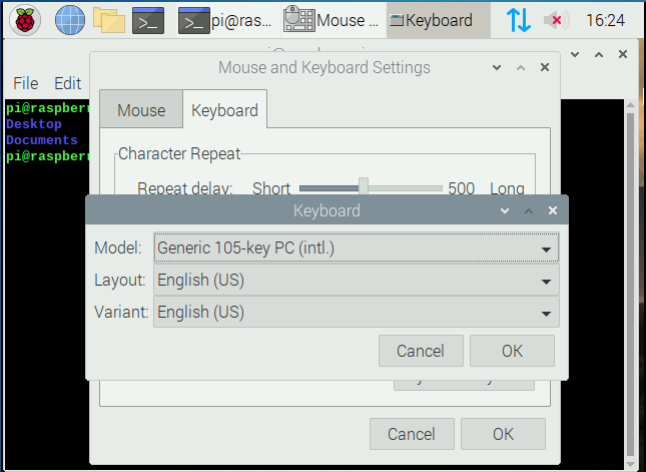 pi@ras... Mouse ... Keyboard 16:24
Mouse and Keyboard Settings
File Edit
Mouse Keyboard
pi@raspberr
Desktop
Documents
pi@raspberr
Character Repeat
Repeat delay: Short 500 Long
Keyboard
Model: Generic 105-key PC (intl.)
Layout: English (US)
Variant: English (US)
Cancel OK
Cancel OK